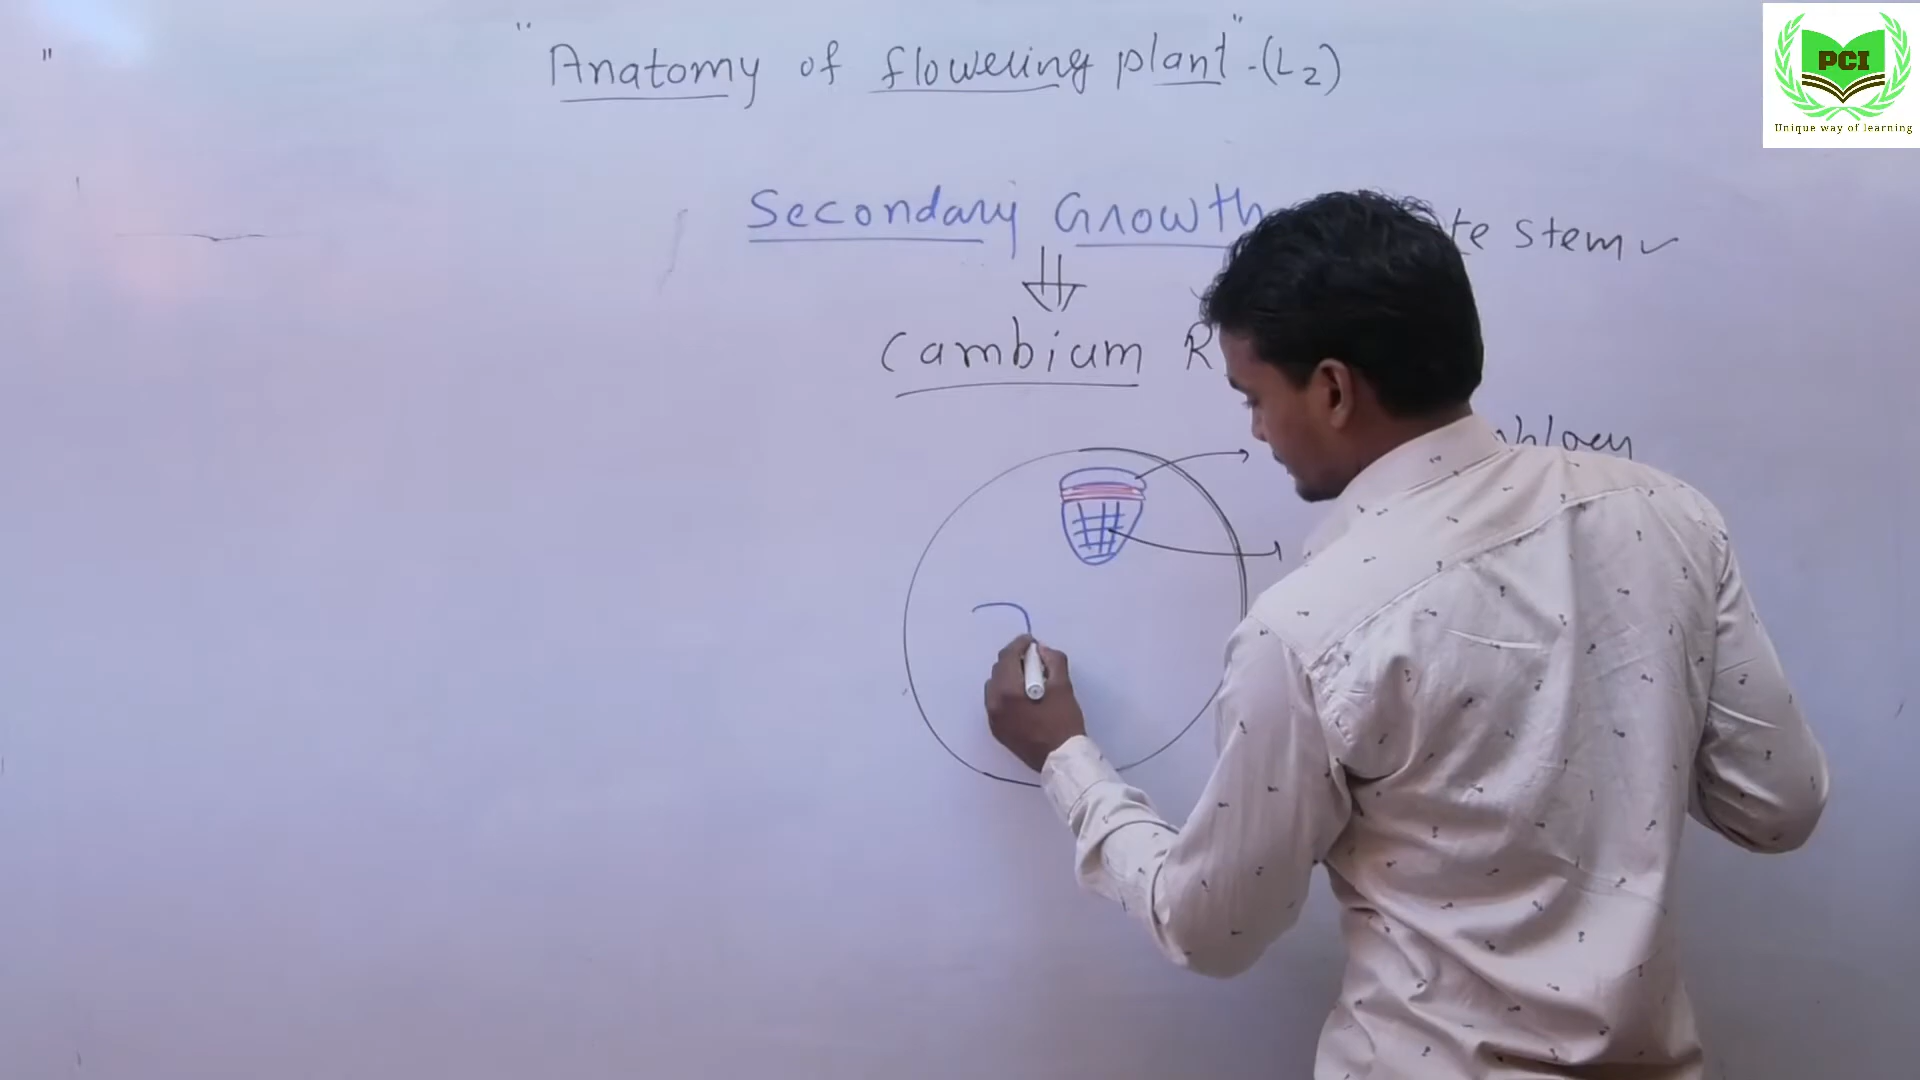 "Anatomy of flowering plant" - (L2)
PCI
Unique way of learning
Secondary Growth
stem ✓
Cambium